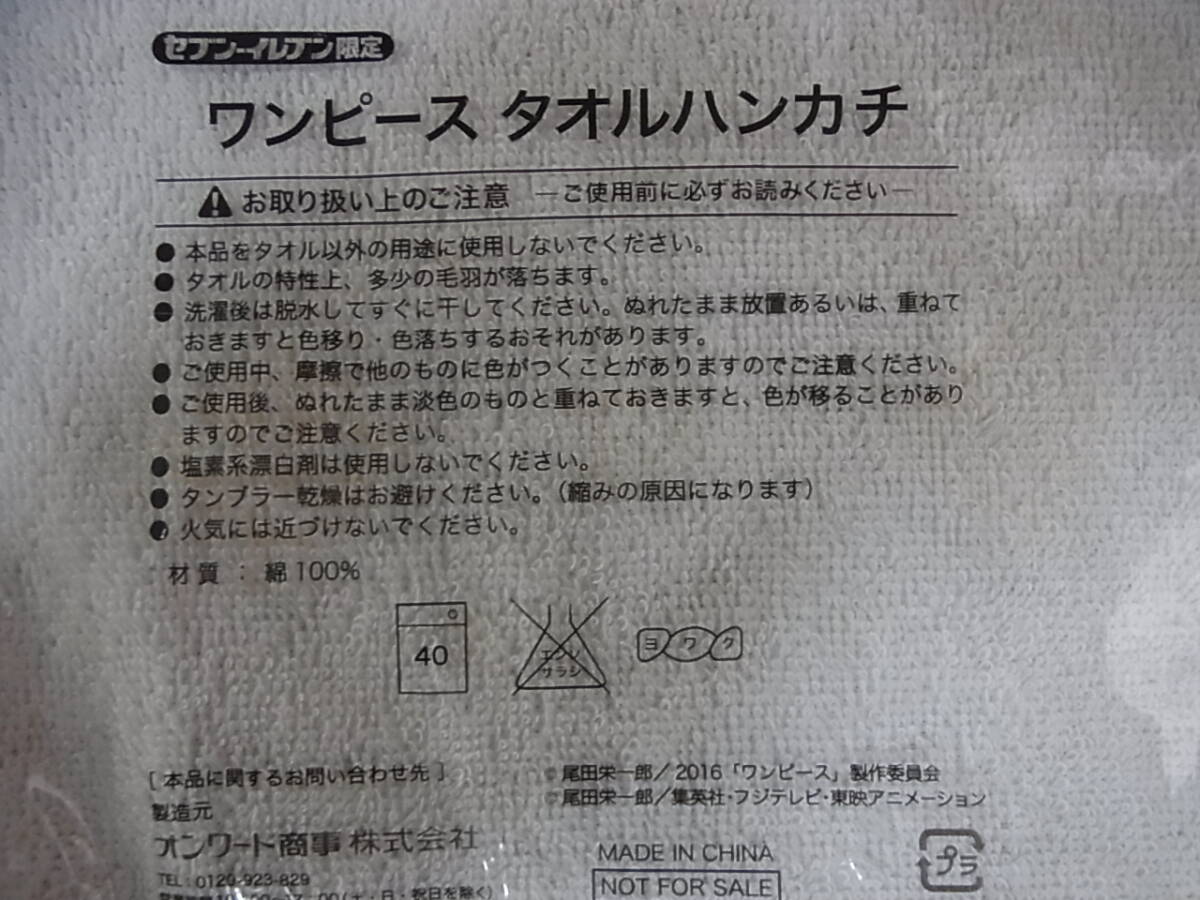 セブン-イレブン限定
ワンピース タオルハンカチ
お取り扱い上のご注意 ―ご使用前に必ずお読みください―
● 本品をタオル以外の用途に使用しないでください。
● タオルの特性上、多少の毛羽が落ちます。
● 洗濯後は脱水してすぐに干してください。ぬれたまま放置あるいは、重ねて
おきますと色移り・色落ちするおそれがあります。
● ご使用中、摩擦で他のものに色がつくことがありますのでご注意ください。
● ご使用後、ぬれたまま淡色のものと重ねておきますと、色が移ることがあり
ますのでご注意ください。
● 塩素系漂白剤は使用しないでください。
● タンブラー乾燥はお避けください。(縮みの原因になります)
● 火気には近づけないでください。
材質 : 綿100%
40
エンソ
サラシ
ヨワク
[ 本品に関するお問い合わせ先 ]
製造元
オンワード商事株式会社
TEL : 0120-923-829
(土・日・祝日を除く)
©尾田栄一郎/2016「ワンピース」製作委員会
©尾田栄一郎/集英社・フジテレビ・東映アニメーション
MADE IN CHINA
NOT FOR SALE
プラ